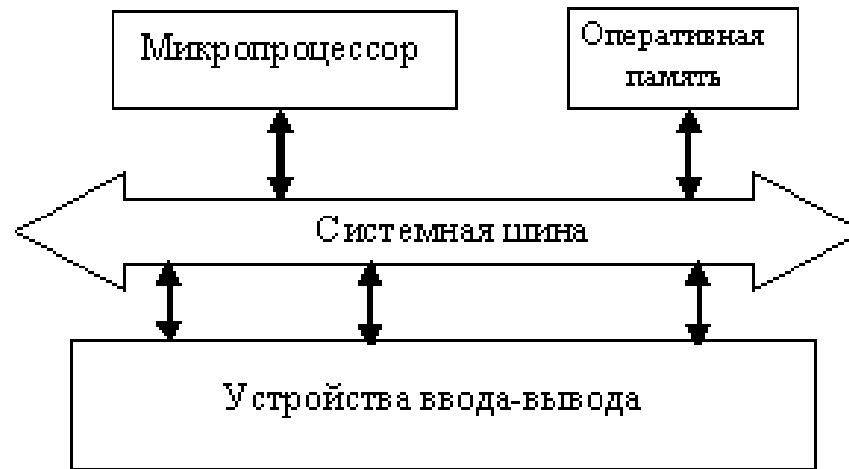 Микропроцессор
Оперативная
память
Системная шина
Устройства ввода-вывода